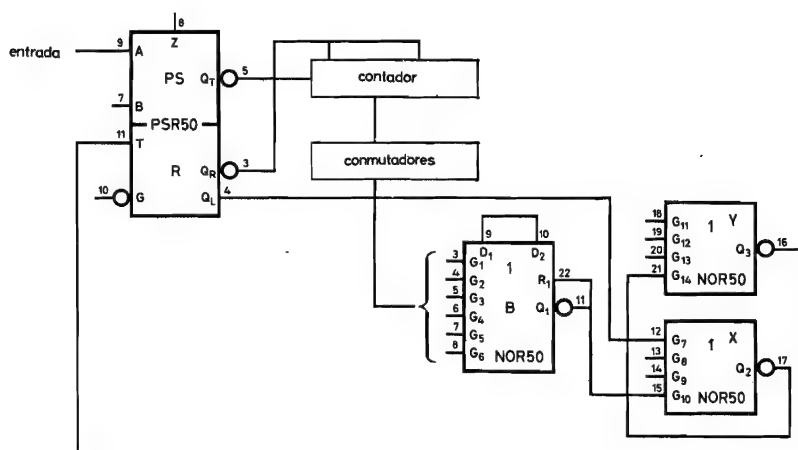 8
Z
entrada 9 A
PS Q_T 5
contador
7 B
PSR50
11 T
conmutadores
R Q_R 3
10 G Q_L 4
9 10
D_1 D_2
3 G_1 1 R_1 22
4 G_2
5 G_3 B Q_1 11
6 G_4
7 G_5
8 G_6 NOR50
18 G_11 1 Y
19 G_12 Q_3 16
20 G_13
21 G_14 NOR50
12 G_7 1 X
13 G_8 Q_2 17
14 G_9
15 G_10 NOR50